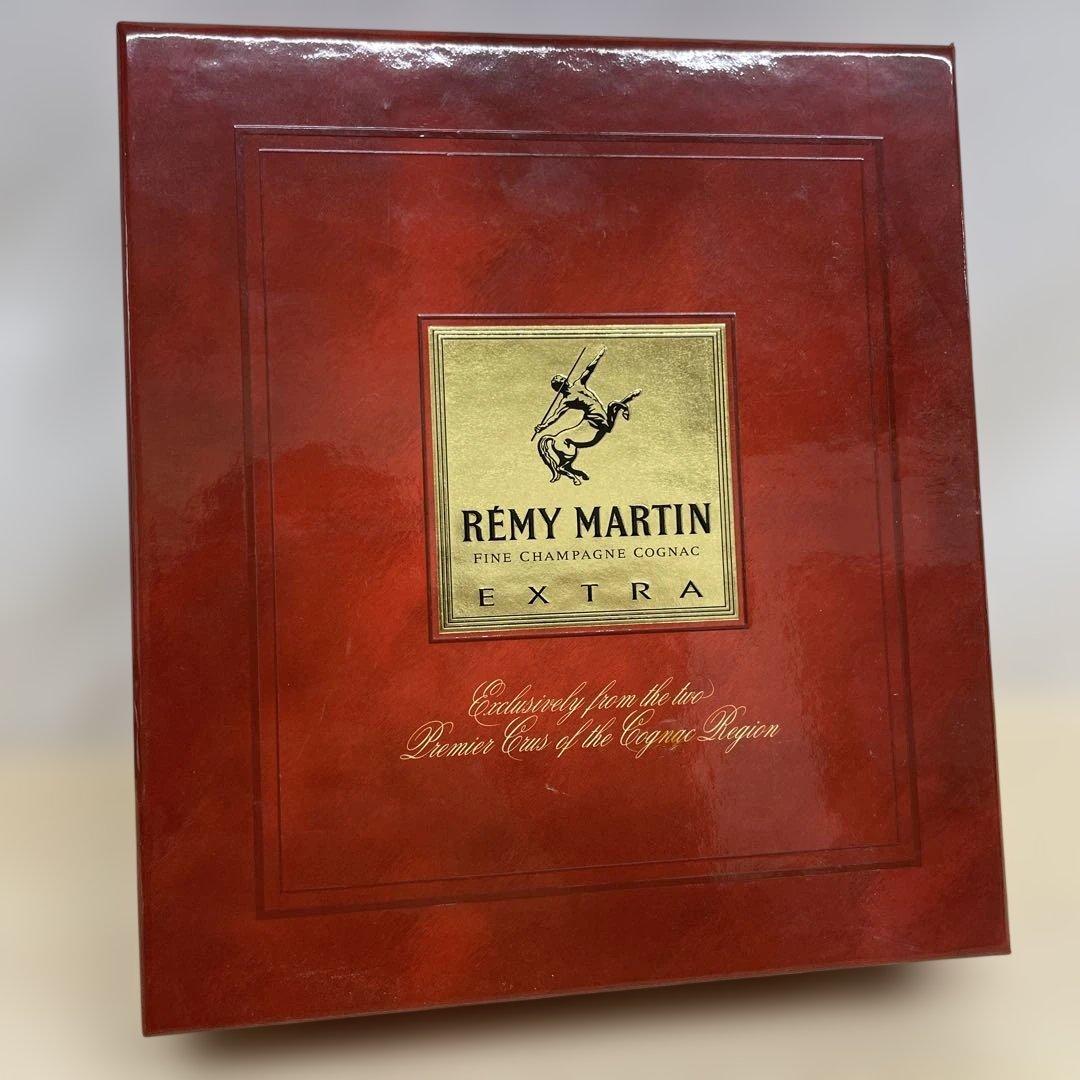 RÉMY MARTIN
FINE CHAMPAGNE COGNAC
EXTRA
Exclusively from the two
Premier Crus of the Cognac Region